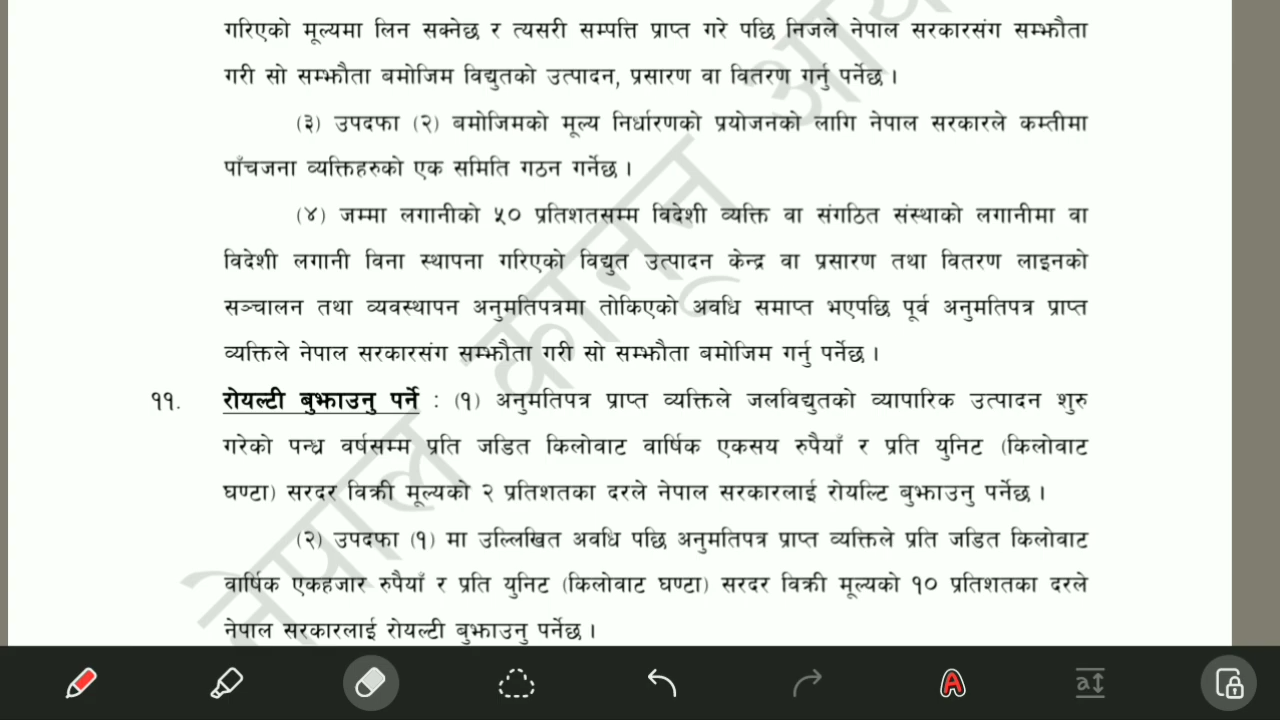 गरिएको मूल्यमा लिन सक्नेछ र त्यसरी सम्पत्ति प्राप्त गरे पछि निजले नेपाल सरकारसंग सम्झौता
गरी सो सम्झौता बमोजिम विद्युतको उत्पादन, प्रसारण वा वितरण गर्नु पर्नेछ ।
(३) उपदफा (२) बमोजिमको मूल्य निर्धारणको प्रयोजनको लागि नेपाल सरकारले कम्तीमा
पाँचजना व्यक्तिहरुको एक समिति गठन गर्नेछ ।
(४) जम्मा लगानीको ५० प्रतिशतसम्म विदेशी व्यक्ति वा संगठित संस्थाको लगानीमा वा
विदेशी लगानी विना स्थापना गरिएको विद्युत उत्पादन केन्द्र वा प्रसारण तथा वितरण लाइनको
सञ्चालन तथा व्यवस्थापन अनुमतिपत्रमा तोकिएको अवधि समाप्त भएपछि पूर्व अनुमतिपत्र प्राप्त
व्यक्तिले नेपाल सरकारसंग सम्झौता गरी सो सम्झौता बमोजिम गर्नु पर्नेछ ।
११. रोयल्टी बुझाउनु पर्ने : (१) अनुमतिपत्र प्राप्त व्यक्तिले जलविद्युतको व्यापारिक उत्पादन शुरु
गरेको पन्ध्र वर्षसम्म प्रति जडित किलोवाट वार्षिक एकसय रुपैयाँ र प्रति युनिट (किलोवाट
घण्टा) सरदर विक्री मूल्यको २ प्रतिशतका दरले नेपाल सरकारलाई रोयल्टि बुझाउनु पर्नेछ ।
(२) उपदफा (१) मा उल्लिखित अवधि पछि अनुमतिपत्र प्राप्त व्यक्तिले प्रति जडित किलोवाट
वार्षिक एकहजार रुपैयाँ र प्रति युनिट (किलोवाट घण्टा) सरदर विक्री मूल्यको १० प्रतिशतका दरले
नेपाल सरकारलाई रोयल्टी बुझाउनु पर्नेछ ।
नेपाल कानून आयो
A
a